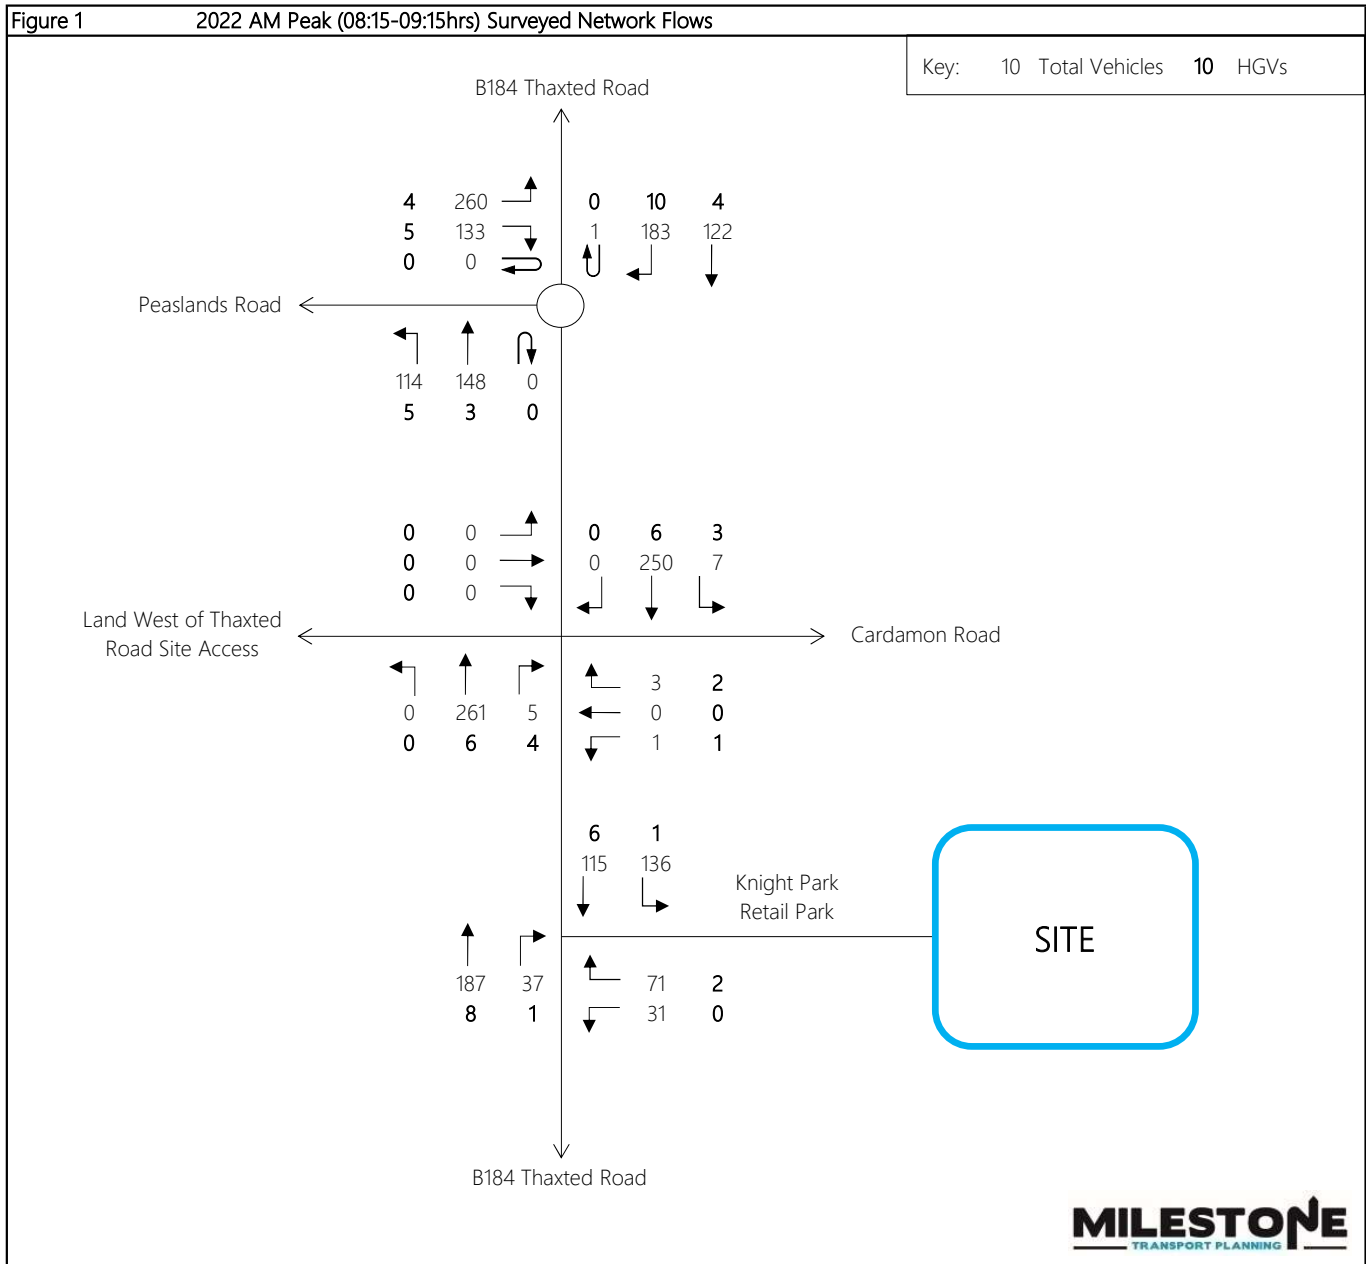 Figure 1 2022 AM Peak (08:15-09:15hrs) Surveyed Network Flows
Key: 10 Total Vehicles 10 HGVs
B184 Thaxted Road
4 260 0 10 4
5 133 1 183 122
0 0
Peaslands Road
114 148 0
5 3 0
0 0 0 6 3
0 0 0 250 7
0 0
Land West of Thaxted
Road Site Access
Cardamon Road
3 2
0 261 5 0 0
0 6 4 1 1
6 1
115 136
Knight Park
Retail Park
SITE
187 37 71 2
8 1 31 0
B184 Thaxted Road
MILESTONE
TRANSPORT PLANNING